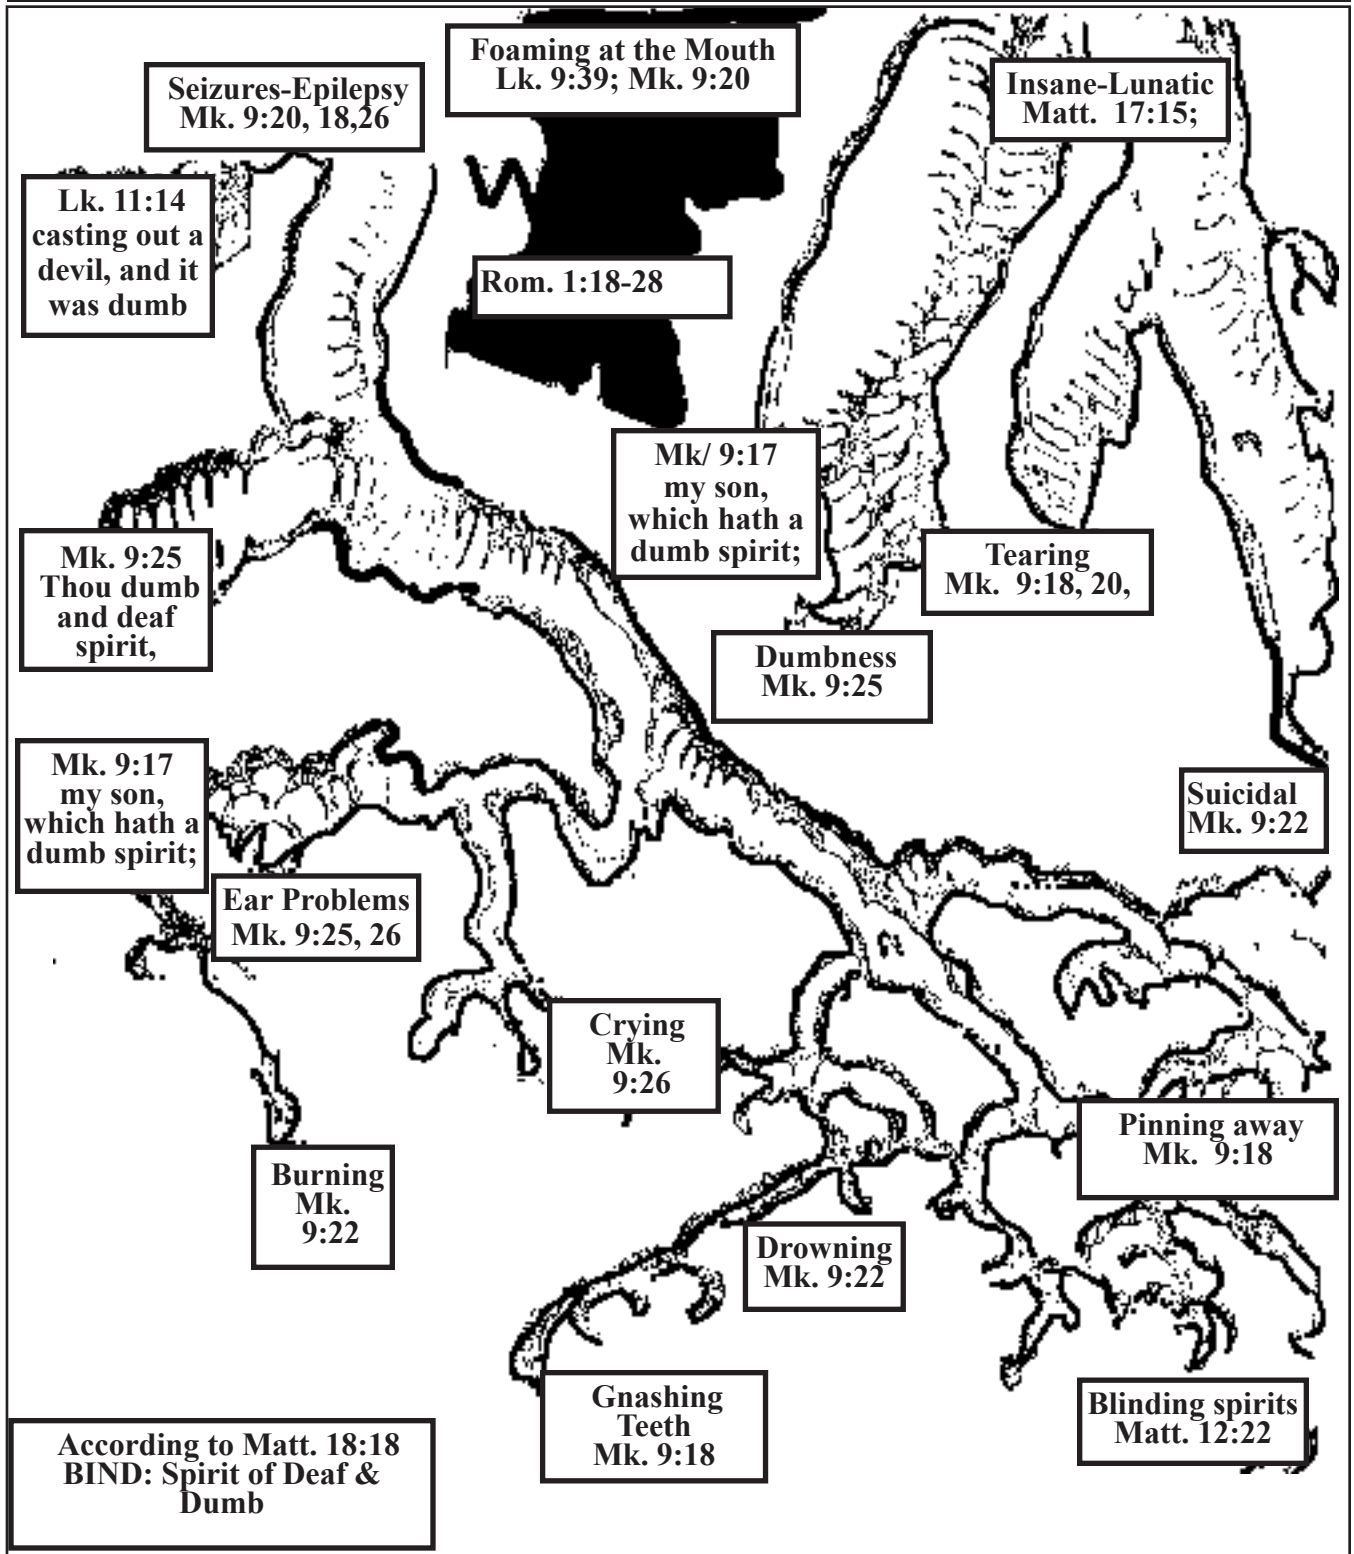 Foaming at the Mouth
Lk. 9:39; Mk. 9:20
Seizures-Epilepsy
Mk. 9:20, 18,26
Insane-Lunatic
Matt. 17:15;
Lk. 11:14
casting out a
devil, and it
was dumb
Rom. 1:18-28
Mk/ 9:17
my son,
which hath a
dumb spirit;
Mk. 9:25
Thou dumb
and deaf
spirit,
Tearing
Mk. 9:18, 20,
Dumbness
Mk. 9:25
Mk. 9:17
my son,
which hath a
dumb spirit;
Suicidal
Mk. 9:22
Ear Problems
Mk. 9:25, 26
Crying
Mk.
9:26
Pinning away
Mk. 9:18
Burning
Mk.
9:22
Drowning
Mk. 9:22
Gnashing
Teeth
Mk. 9:18
Blinding spirits
Matt. 12:22
According to Matt. 18:18
BIND: Spirit of Deaf &
Dumb